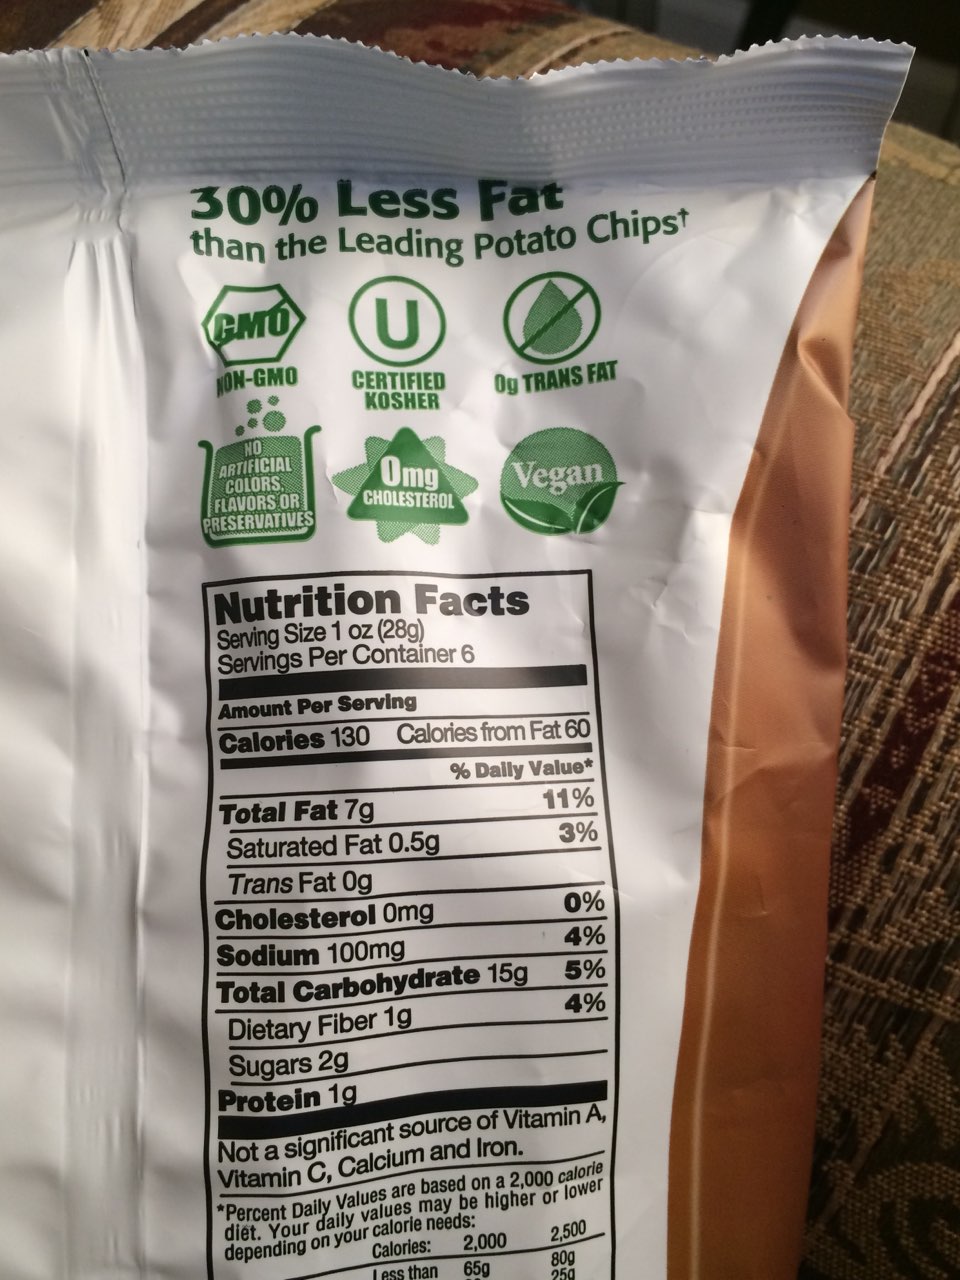 30% Less Fat
than the Leading Potato Chips†
GMO
NON-GMO
U
CERTIFIED
KOSHER
0g TRANS FAT
NO
ARTIFICIAL
COLORS,
FLAVORS OR
PRESERVATIVES
0mg
CHOLESTEROL
Vegan
Nutrition Facts
Serving Size 1 oz (28g)
Servings Per Container 6
Amount Per Serving
Calories 130 Calories from Fat 60
% Daily Value*
Total Fat 7g 11%
Saturated Fat 0.5g 3%
Trans Fat 0g
Cholesterol 0mg 0%
Sodium 100mg 4%
Total Carbohydrate 15g 5%
Dietary Fiber 1g 4%
Sugars 2g
Protein 1g
Not a significant source of Vitamin A,
Vitamin C, Calcium and Iron.
*Percent Daily Values are based on a 2,000 calorie
diet. Your daily values may be higher or lower
depending on your calorie needs:
Calories: 2,000 2,500
Less than 65g 80g
25g